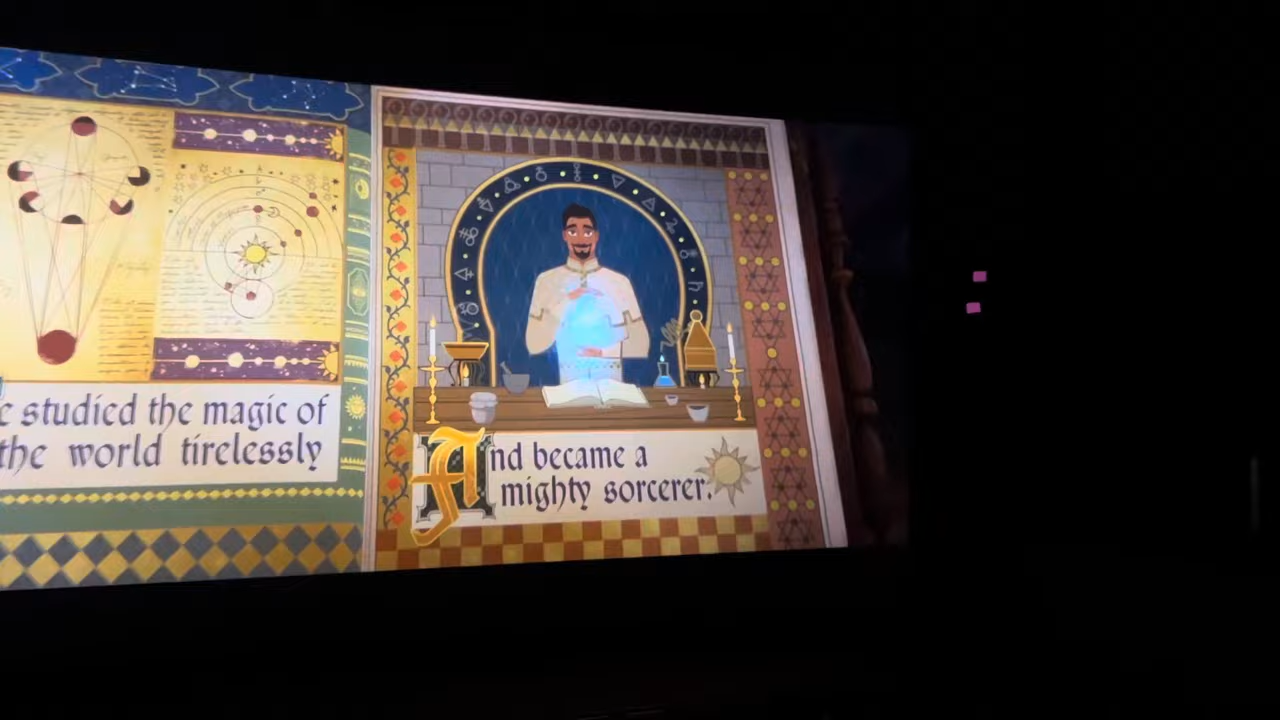 studied the magic of
the world tirelessly
And became a
mighty sorcerer.